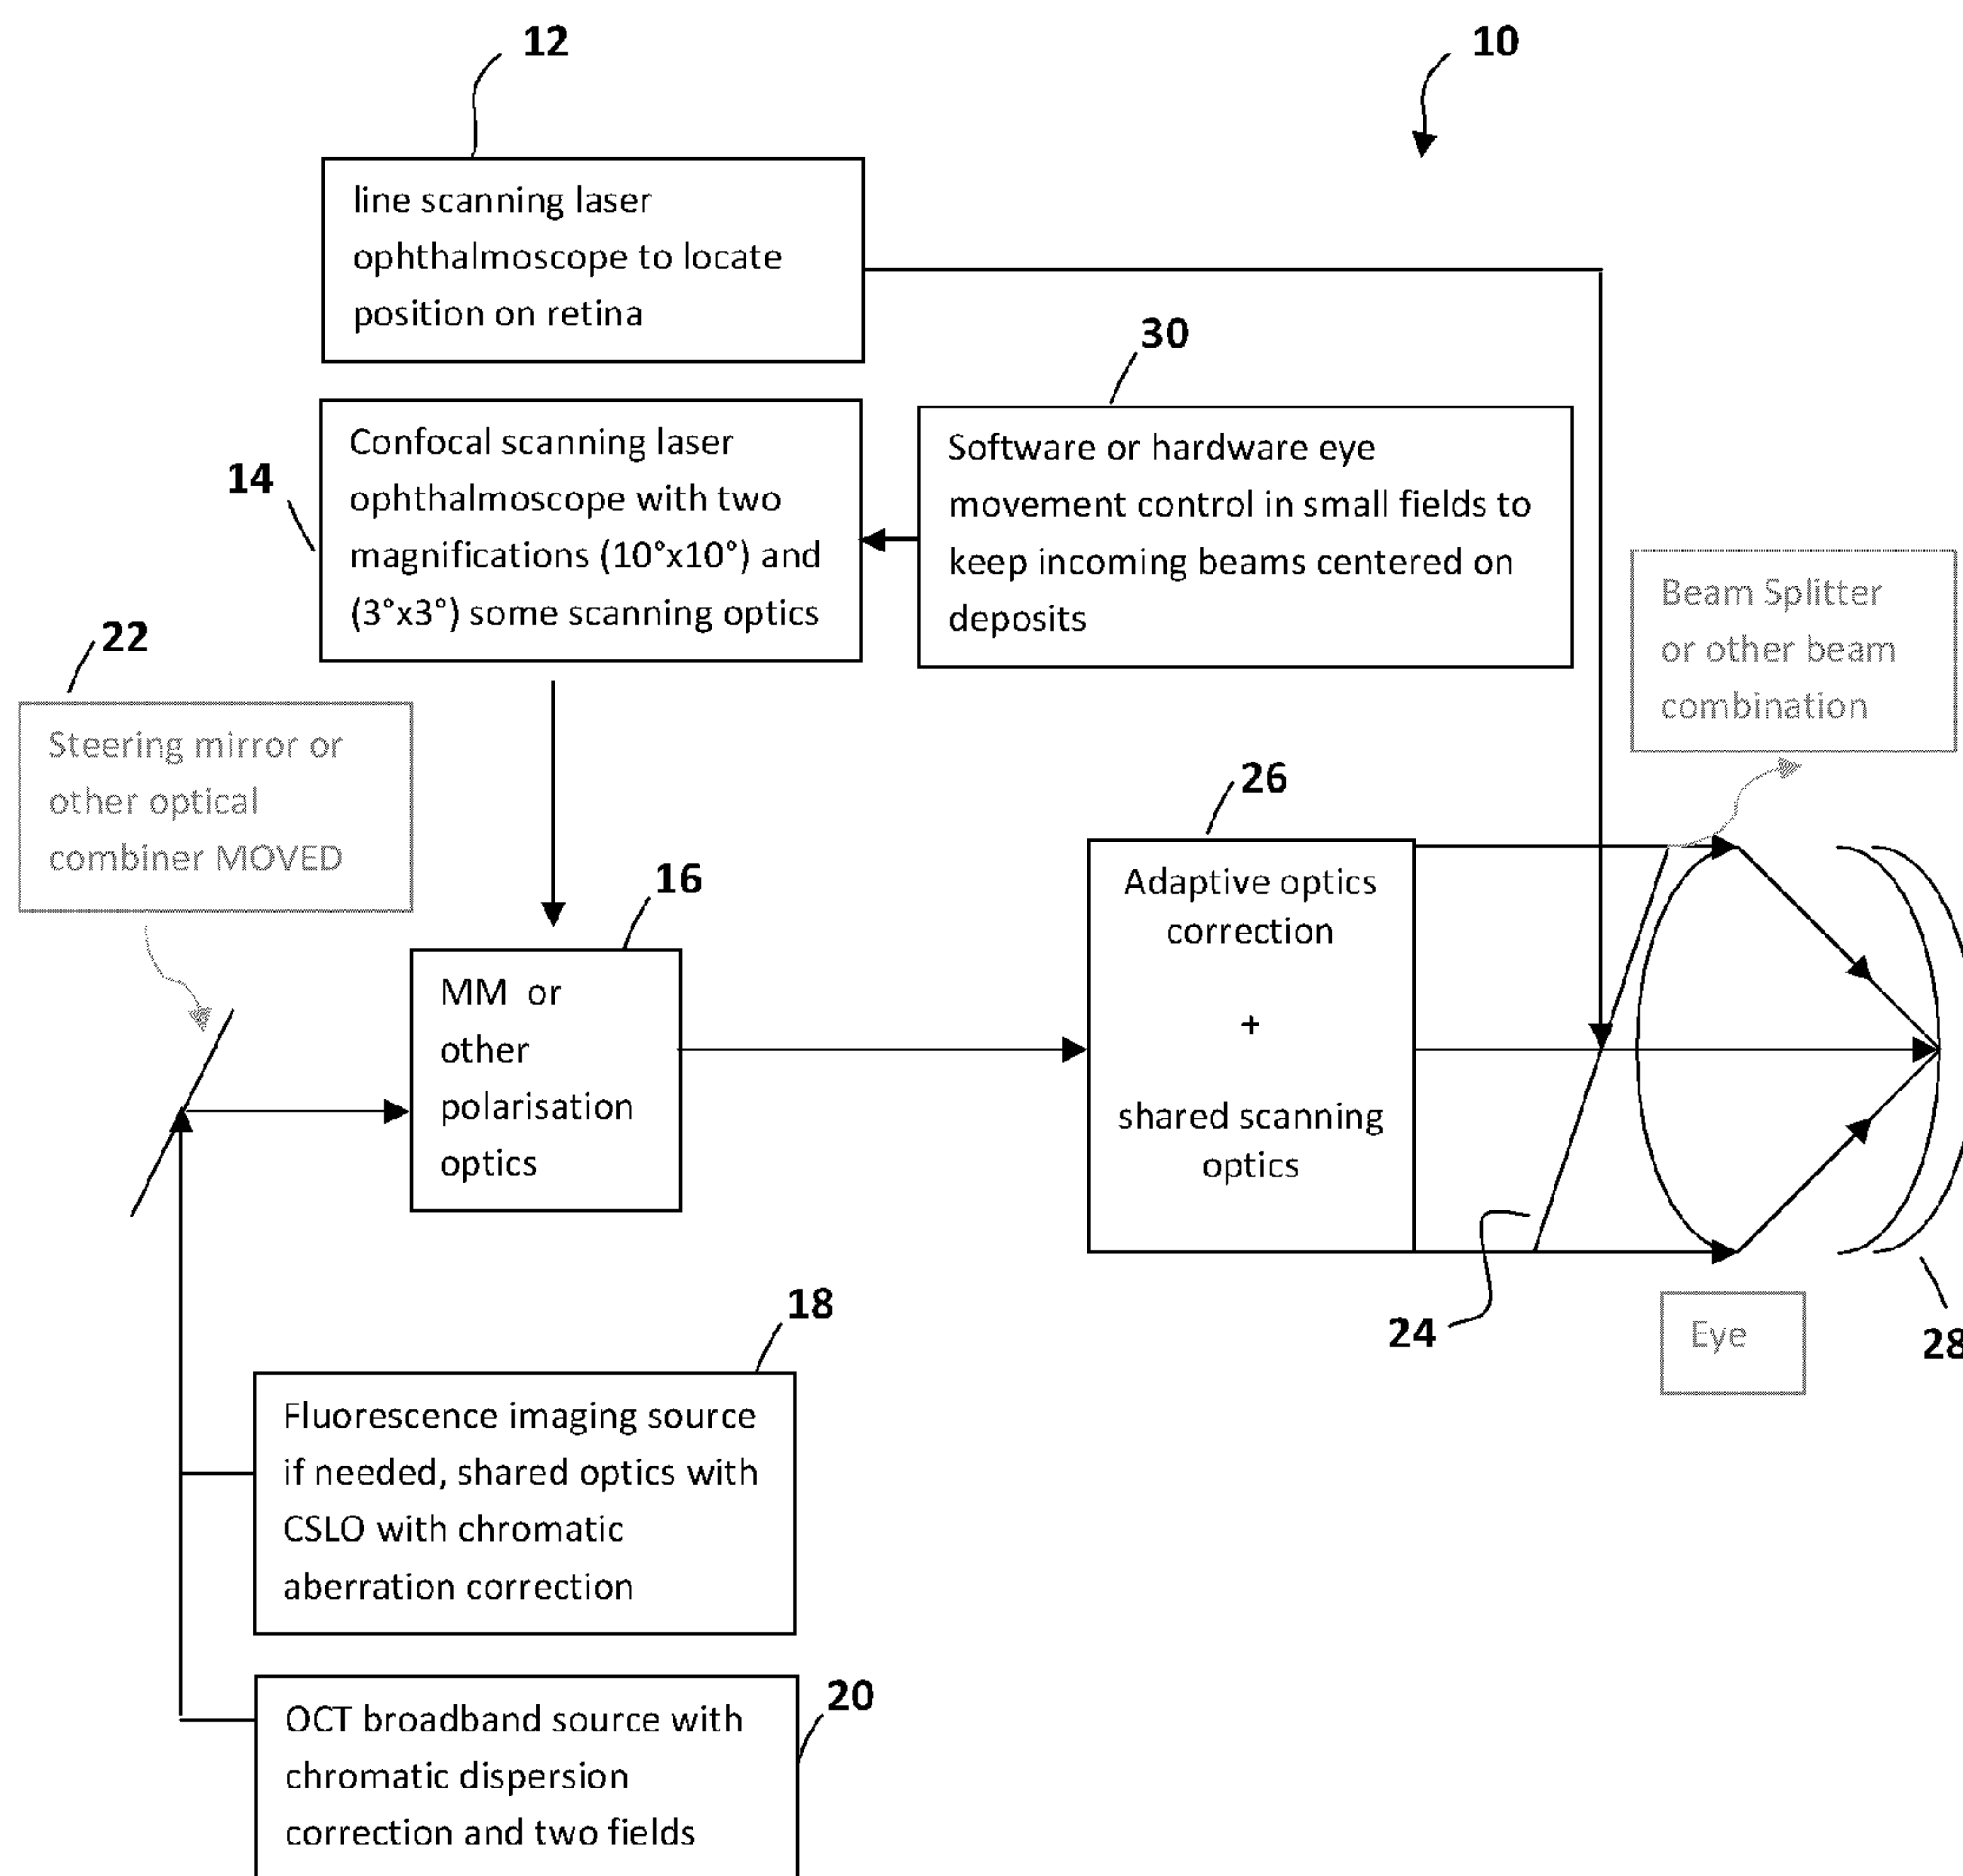 12
10
line scanning laser
ophthalmoscope to locate
position on retina
30
14
Confocal scanning laser
ophthalmoscope with two
magnifications (10°x10°) and
(3°x3°) some scanning optics
Software or hardware eye
movement control in small fields to
keep incoming beams centered on
deposits
Beam Splitter
or other beam
combination
22
Steering mirror or
other optical
combiner MOVED
26
16
Adaptive optics
correction
+
shared scanning
optics
MM or
other
polarisation
optics
24
Eye
28
18
Fluorescence imaging source
if needed, shared optics with
CSLO with chromatic
aberration correction
20
OCT broadband source with
chromatic dispersion
correction and two fields